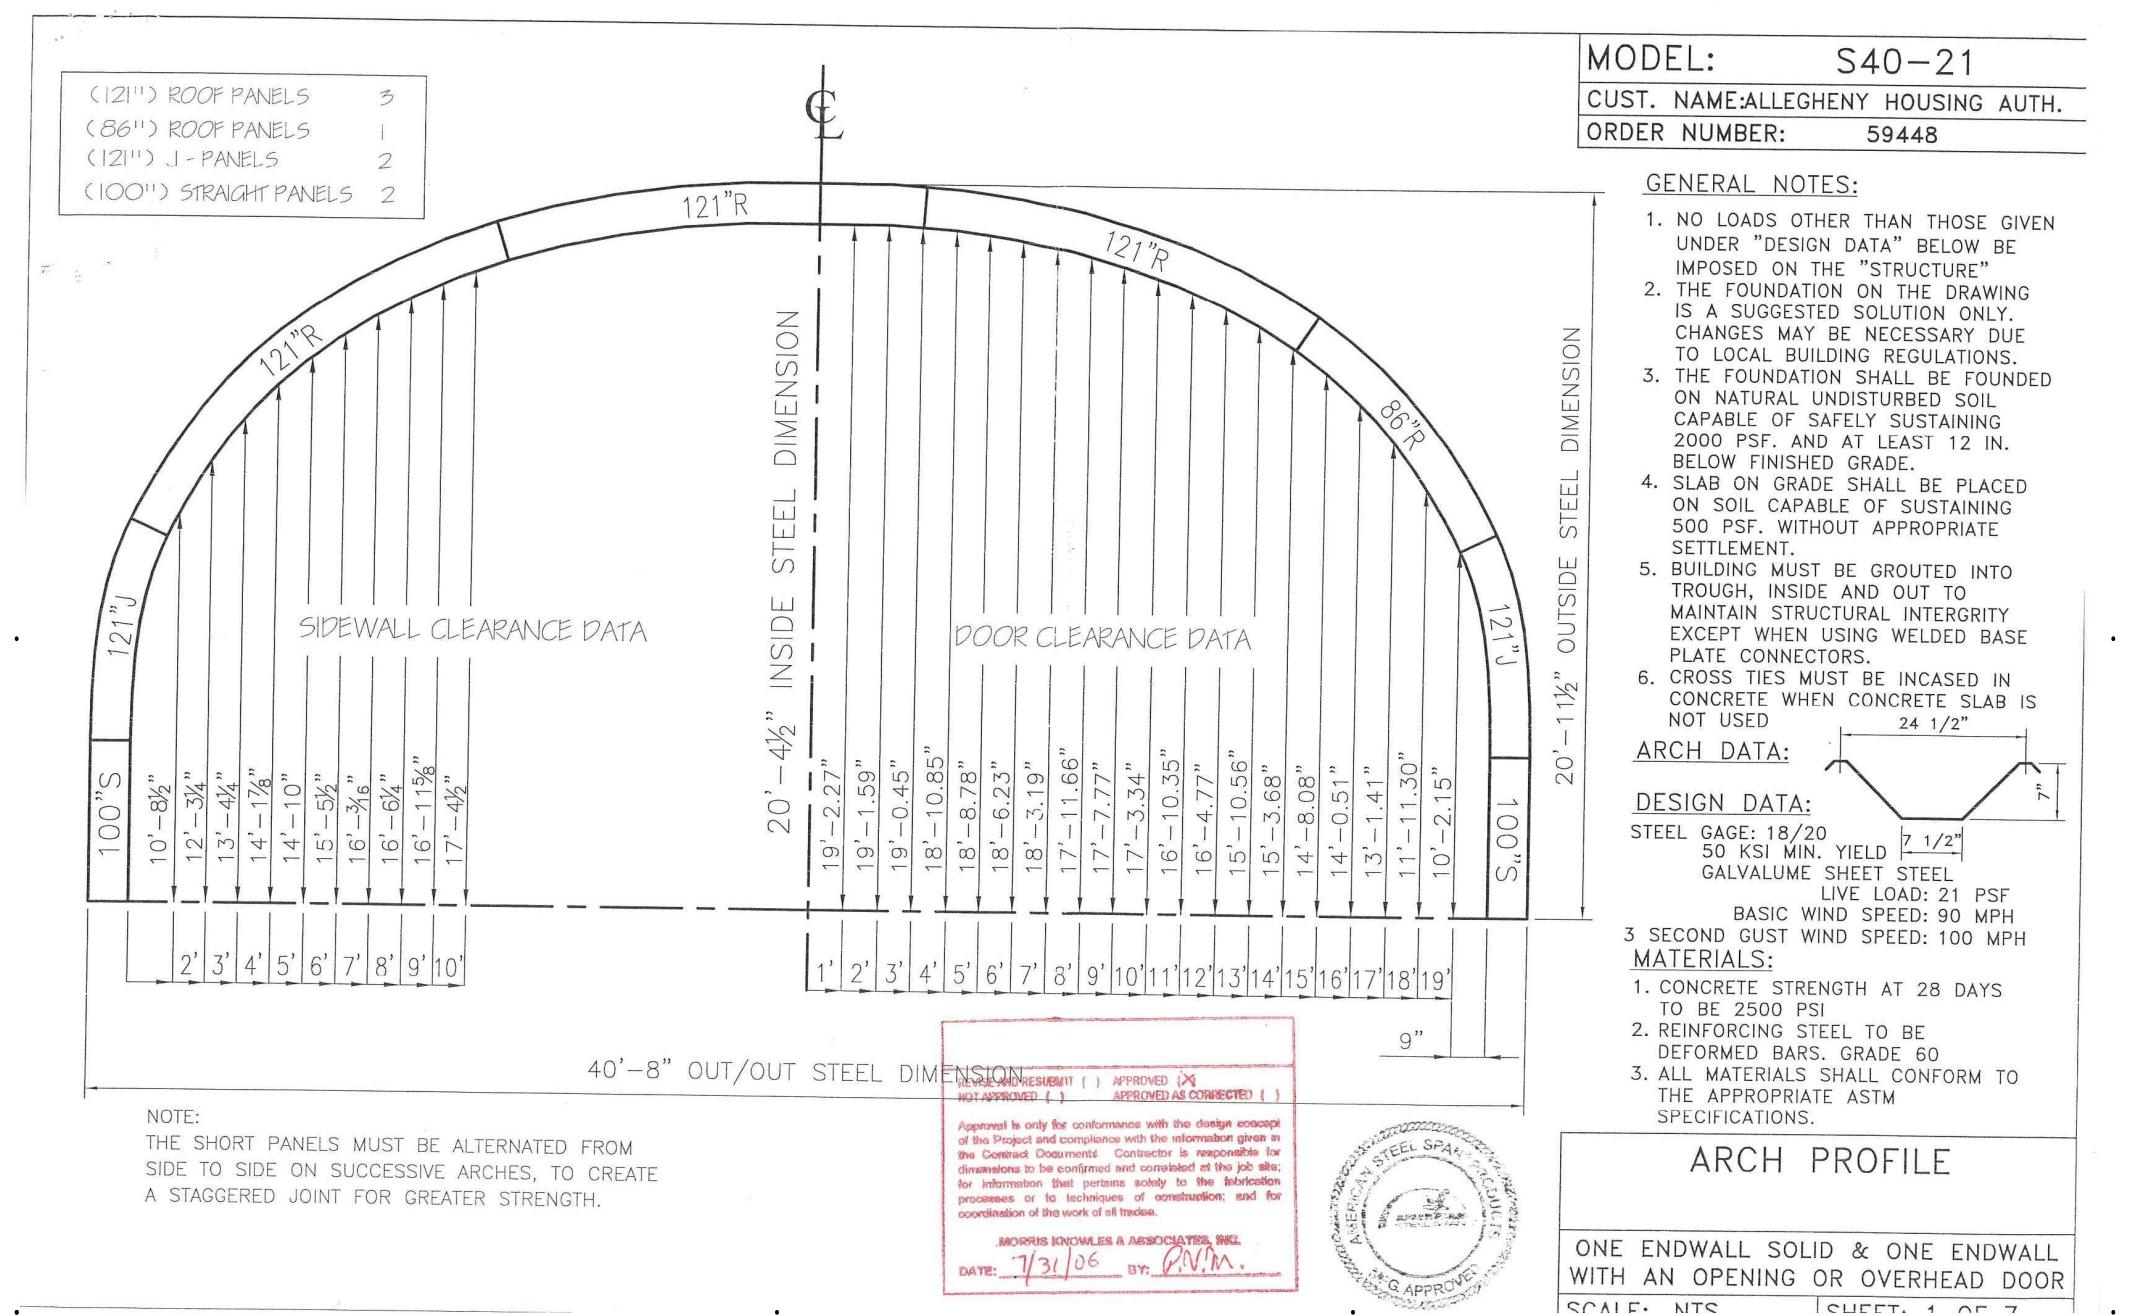 (121") ROOF PANELS 3
(86") ROOF PANELS 1
(121") J-PANELS 2
(100") STRAIGHT PANELS 2
MODEL: S40-21
CUST. NAME:ALLEGHENY HOUSING AUTH.
ORDER NUMBER: 59448
GENERAL NOTES:
1. NO LOADS OTHER THAN THOSE GIVEN
UNDER "DESIGN DATA" BELOW BE
IMPOSED ON THE "STRUCTURE"
2. THE FOUNDATION ON THE DRAWING
IS A SUGGESTED SOLUTION ONLY.
CHANGES MAY BE NECESSARY DUE
TO LOCAL BUILDING REGULATIONS.
3. THE FOUNDATION SHALL BE FOUNDED
ON NATURAL UNDISTURBED SOIL
CAPABLE OF SAFELY SUSTAINING
2000 PSF. AND AT LEAST 12 IN.
BELOW FINISHED GRADE.
4. SLAB ON GRADE SHALL BE PLACED
ON SOIL CAPABLE OF SUSTAINING
500 PSF. WITHOUT APPROPRIATE
SETTLEMENT.
5. BUILDING MUST BE GROUTED INTO
TROUGH, INSIDE AND OUT TO
MAINTAIN STRUCTURAL INTERGRITY
EXCEPT WHEN USING WELDED BASE
PLATE CONNECTORS.
6. CROSS TIES MUST BE INCASED IN
CONCRETE WHEN CONCRETE SLAB IS
NOT USED
24 1/2"
ARCH DATA:
7"
7 1/2"
DESIGN DATA:
STEEL GAGE: 18/20
50 KSI MIN. YIELD
GALVALUME SHEET STEEL
LIVE LOAD: 21 PSF
BASIC WIND SPEED: 90 MPH
3 SECOND GUST WIND SPEED: 100 MPH
MATERIALS:
1. CONCRETE STRENGTH AT 28 DAYS
TO BE 2500 PSI
2. REINFORCING STEEL TO BE
DEFORMED BARS. GRADE 60
3. ALL MATERIALS SHALL CONFORM TO
THE APPROPRIATE ASTM
SPECIFICATIONS.
ARCH PROFILE
ONE ENDWALL SOLID & ONE ENDWALL
WITH AN OPENING OR OVERHEAD DOOR
SCALE: NTS
SHEET: 1 OF 7
CL
100"S
121"J
121"R
121"R
121"R
86"R
121"J
100"S
SIDEWALL CLEARANCE DATA
DOOR CLEARANCE DATA
20'-4½" INSIDE STEEL DIMENSION
20'-11½" OUTSIDE STEEL DIMENSION
10'-8½"
12'-3¼"
13'-4¼"
14'-1⅞"
14'-10"
15'-5½"
16'-3⁄16"
16'-6¼"
16'-11⅝"
17'-4½"
19'-2.27"
19'-1.59"
19'-0.45"
18'-10.85"
18'-8.78"
18'-6.23"
18'-3.19"
17'-11.66"
17'-7.77"
17'-3.34"
16'-10.35"
16'-4.77"
15'-10.56"
15'-3.68"
14'-8.08"
14'-0.51"
13'-1.41"
11'-11.30"
10'-2.15"
2' 3' 4' 5' 6' 7' 8' 9' 10'
1' 2' 3' 4' 5' 6' 7' 8' 9' 10' 11' 12' 13' 14' 15' 16' 17' 18' 19'
9"
40'-8" OUT/OUT STEEL DIMENSION
NOTE:
THE SHORT PANELS MUST BE ALTERNATED FROM
SIDE TO SIDE ON SUCCESSIVE ARCHES, TO CREATE
A STAGGERED JOINT FOR GREATER STRENGTH.
REVISE AND RESUBMIT ( ) APPROVED (X)
NOT APPROVED ( ) APPROVED AS CORRECTED ( )
Approval is only for conformance with the design concept
of the Project and compliance with the information given in
the Contract Documents Contractor is responsible for
dimensions to be confirmed and correlated at the job site;
for information that pertains solely to the fabrication
processes or to techniques of construction; and for
coordination of the work of all trades.
MORRIS KNOWLES & ASSOCIATES, INC.
DATE: 7/31/06 BY: P.V.M.
AMERICAN STEEL SPAN PRODUCTS
MFG. APPROVED